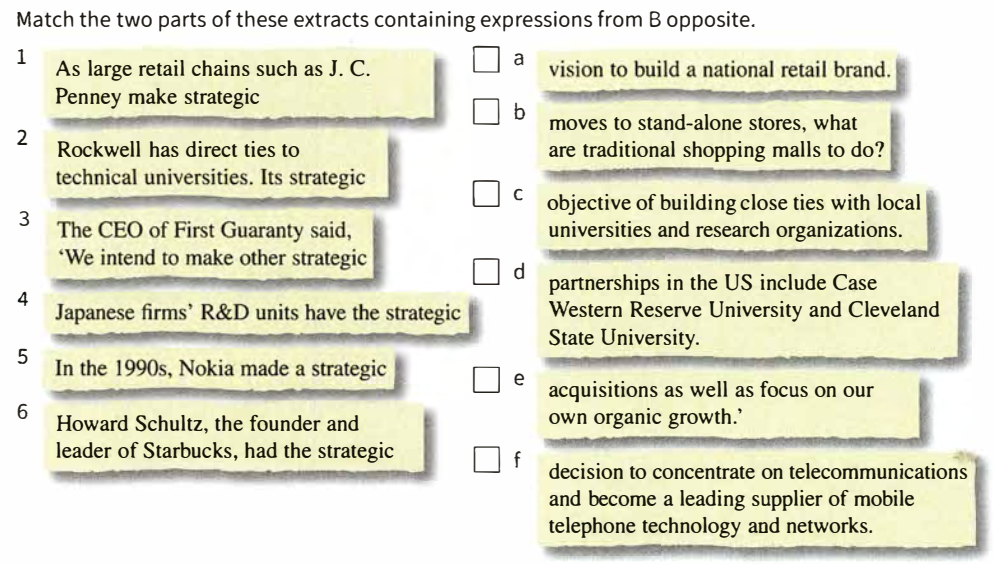 Match the two parts of these extracts containing expressions from B opposite.
1
As large retail chains such as J. C.
Penney make strategic
2
Rockwell has direct ties to
technical universities. Its strategic
3
The CEO of First Guaranty said,
‘We intend to make other strategic
4
Japanese firms’ R&D units have the strategic
5
In the 1990s, Nokia made a strategic
6
Howard Schultz, the founder and
leader of Starbucks, had the strategic
a
vision to build a national retail brand.
b
moves to stand-alone stores, what
are traditional shopping malls to do?
c
objective of building close ties with local
universities and research organizations.
d
partnerships in the US include Case
Western Reserve University and Cleveland
State University.
e
acquisitions as well as focus on our
own organic growth.’
f
decision to concentrate on telecommunications
and become a leading supplier of mobile
telephone technology and networks.